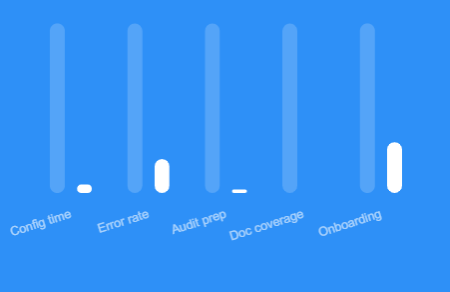 Config time
Error rate
Audit prep
Doc coverage
Onboarding